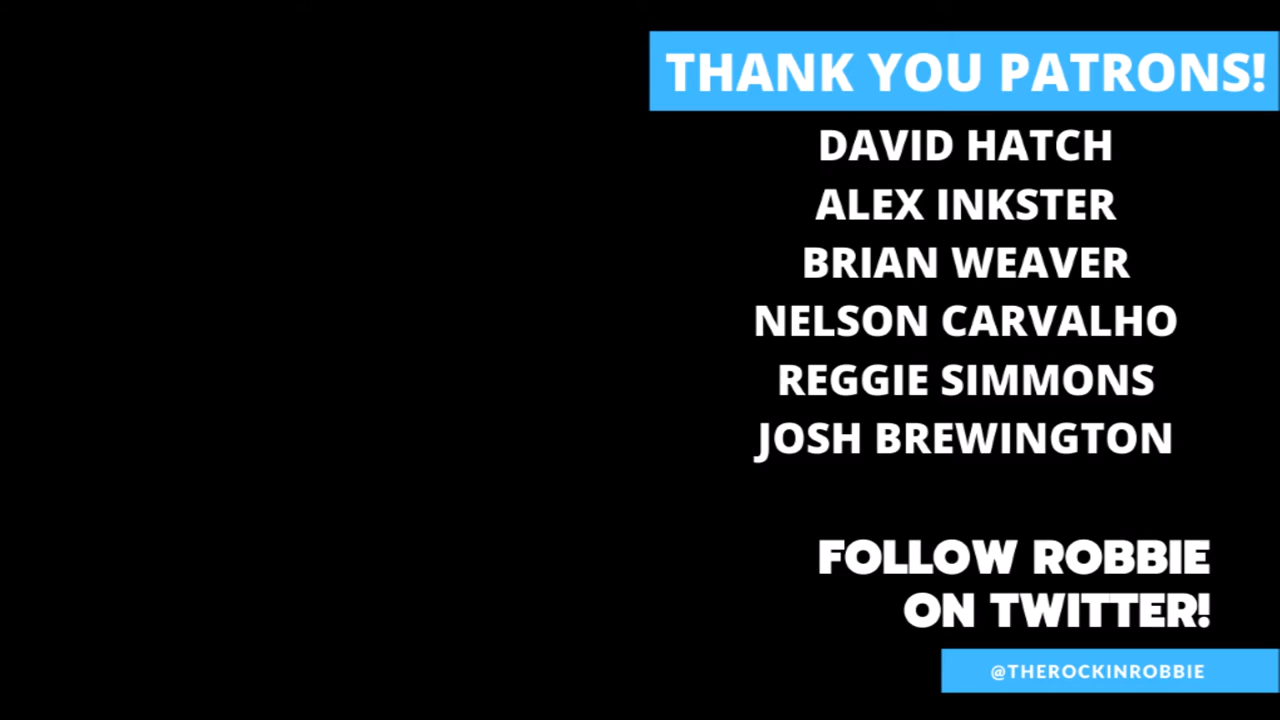 THANK YOU PATRONS!
DAVID HATCH
ALEX INKSTER
BRIAN WEAVER
NELSON CARVALHO
REGGIE SIMMONS
JOSH BREWINGTON
FOLLOW ROBBIE
ON TWITTER!
@THEROCKINROBBIE